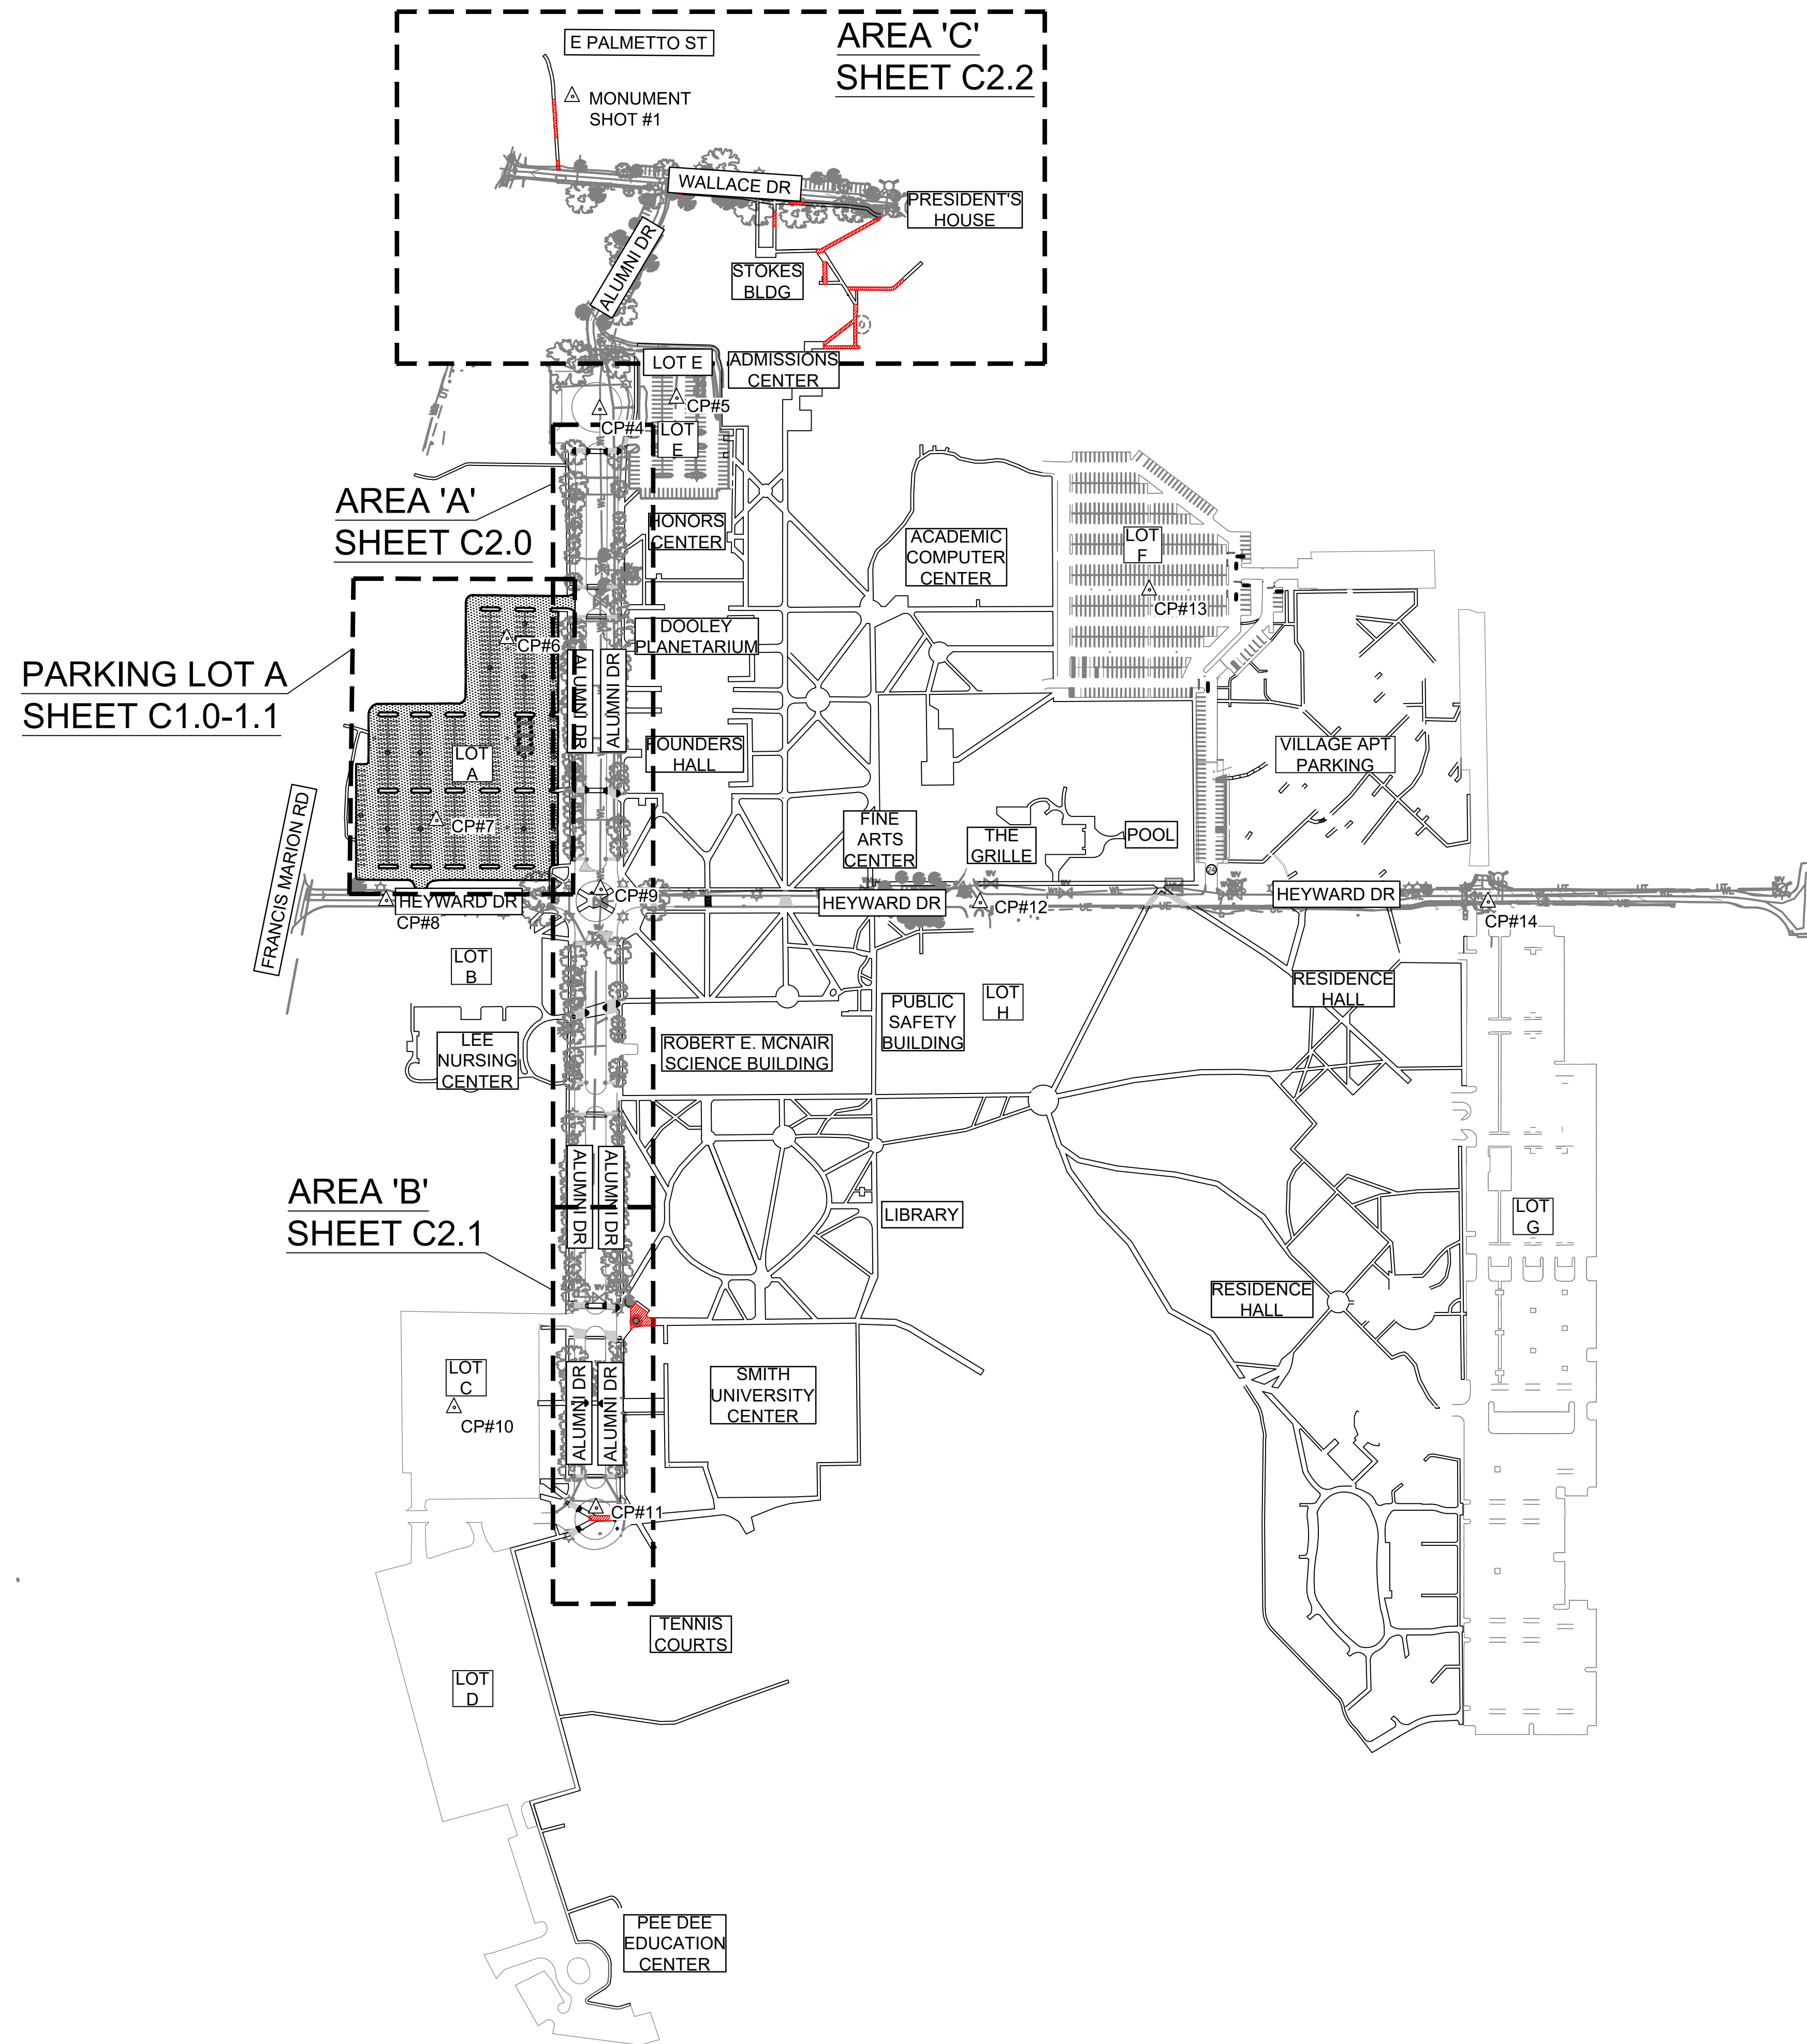 E PALMETTO ST
AREA 'C'
SHEET C2.2
MONUMENT
SHOT #1
WALLACE DR
PRESIDENT'S
HOUSE
ALUMNI DR
STOKES
BLDG
LOT E
ADMISSIONS
CENTER
CP#5
CP#4
LOT
E
AREA 'A'
SHEET C2.0
HONORS
CENTER
ACADEMIC
COMPUTER
CENTER
LOT
F
CP#13
CP#6
DOOLEY
PLANETARIUM
PARKING LOT A
SHEET C1.0-1.1
ALUMNI DR
ALUMNI DR
LOT
A
FOUNDERS
HALL
VILLAGE APT
PARKING
CP#7
FINE
ARTS
CENTER
THE
GRILLE
POOL
FRANCIS MARION RD
HEYWARD DR
CP#8
CP#9
HEYWARD DR
CP#12
HEYWARD DR
CP#14
LOT
B
RESIDENCE
HALL
LOT
H
PUBLIC
SAFETY
BUILDING
LEE
NURSING
CENTER
ROBERT E. MCNAIR
SCIENCE BUILDING
ALUMNI DR
ALUMNI DR
AREA 'B'
SHEET C2.1
LIBRARY
LOT
G
RESIDENCE
HALL
LOT
C
CP#10
ALUMNI DR
ALUMNI DR
SMITH
UNIVERSITY
CENTER
CP#11
TENNIS
COURTS
LOT
D
PEE DEE
EDUCATION
CENTER